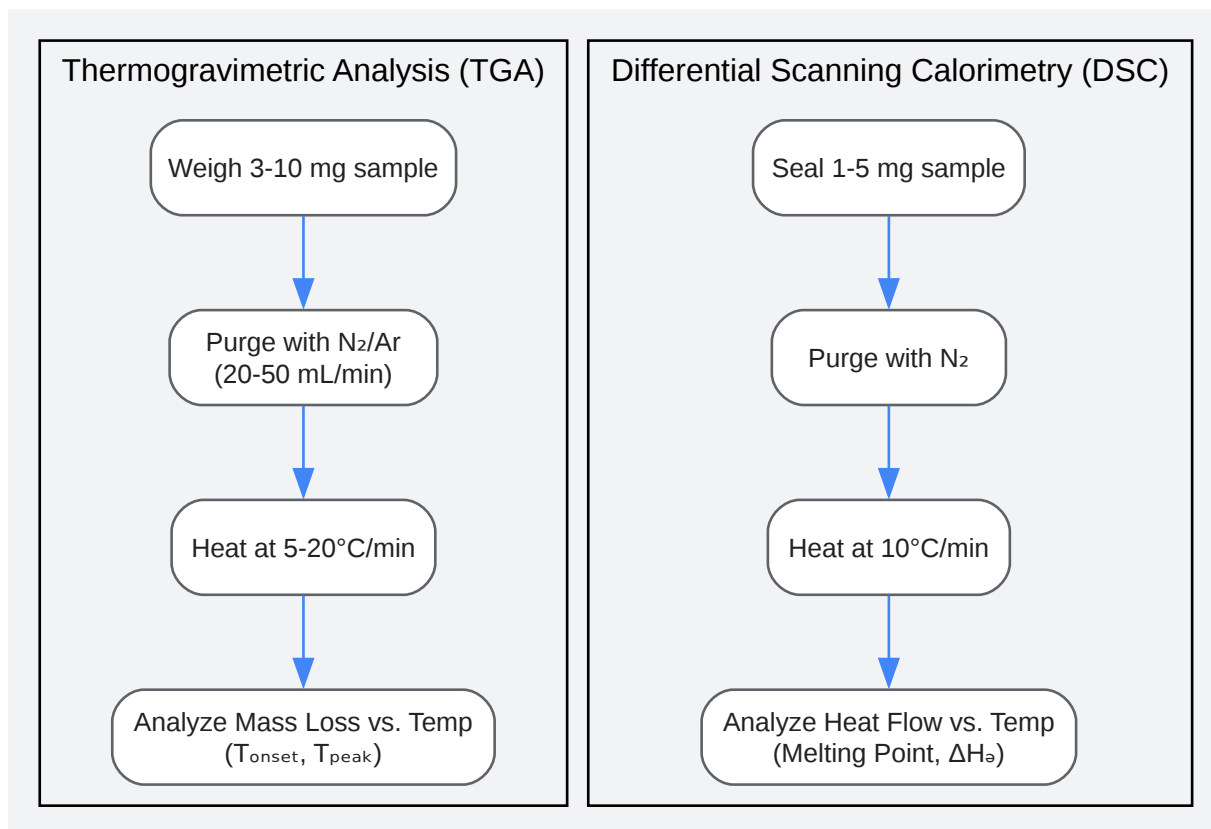 Thermogravimetric Analysis (TGA)
Weigh 3-10 mg sample
Purge with N₂/Ar
(20-50 mL/min)
Heat at 5-20°C/min
Analyze Mass Loss vs. Temp
(Tₒₙₛₑₜ, Tₚₑₐₖ)
Differential Scanning Calorimetry (DSC)
Seal 1-5 mg sample
Purge with N₂
Heat at 10°C/min
Analyze Heat Flow vs. Temp
(Melting Point, ΔHₔ)